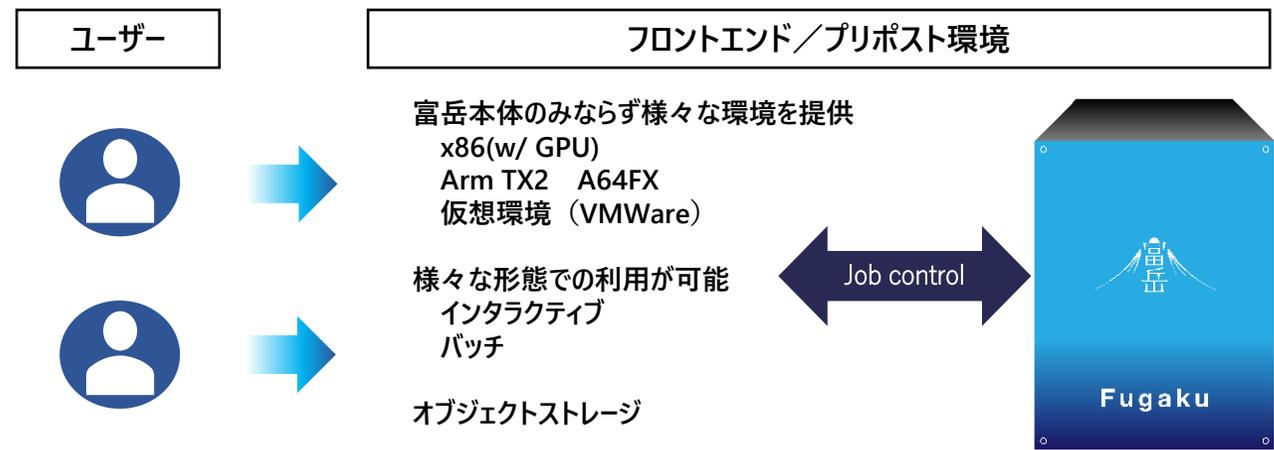 ユーザー
フロントエンド／プリポスト環境
富岳本体のみならず様々な環境を提供
x86(w/ GPU)
Arm TX2　A64FX
仮想環境（VMWare）
様々な形態での利用が可能
インタラクティブ
バッチ
オブジェクトストレージ
Job control
富岳
Fugaku